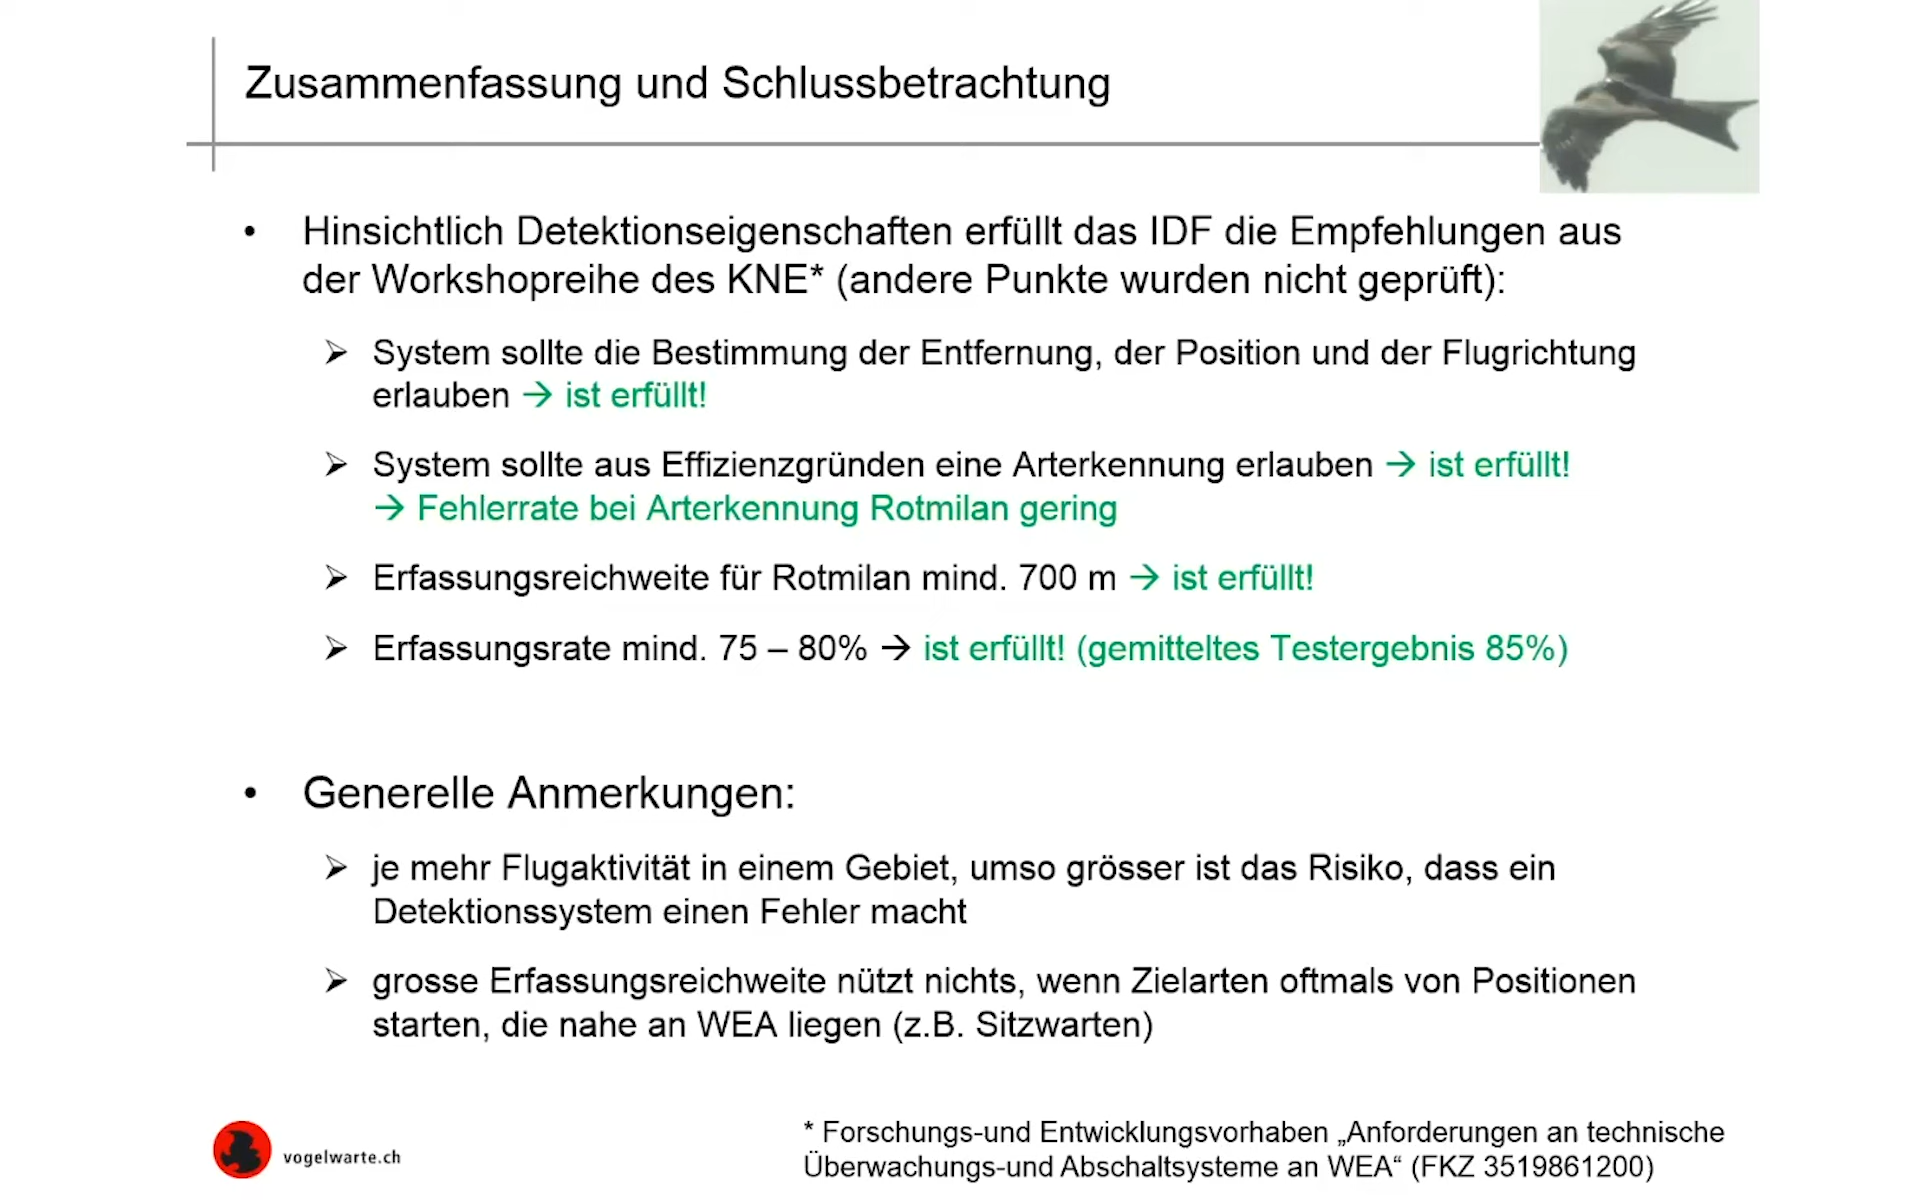 Zusammenfassung und Schlussbetrachtung
• Hinsichtlich Detektionseigenschaften erfüllt das IDF die Empfehlungen aus
der Workshopreihe des KNE* (andere Punkte wurden nicht geprüft):
➢ System sollte die Bestimmung der Entfernung, der Position und der Flugrichtung
erlauben → ist erfüllt!
➢ System sollte aus Effizienzgründen eine Arterkennung erlauben → ist erfüllt!
→ Fehlerrate bei Arterkennung Rotmilan gering
➢ Erfassungsreichweite für Rotmilan mind. 700 m → ist erfüllt!
➢ Erfassungsrate mind. 75 – 80% → ist erfüllt! (gemitteltes Testergebnis 85%)
• Generelle Anmerkungen:
➢ je mehr Flugaktivität in einem Gebiet, umso grösser ist das Risiko, dass ein
Detektionssystem einen Fehler macht
➢ grosse Erfassungsreichweite nützt nichts, wenn Zielarten oftmals von Positionen
starten, die nahe an WEA liegen (z.B. Sitzwarten)
vogelwarte.ch
* Forschungs-und Entwicklungsvorhaben „Anforderungen an technische
Überwachungs-und Abschaltsysteme an WEA“ (FKZ 3519861200)